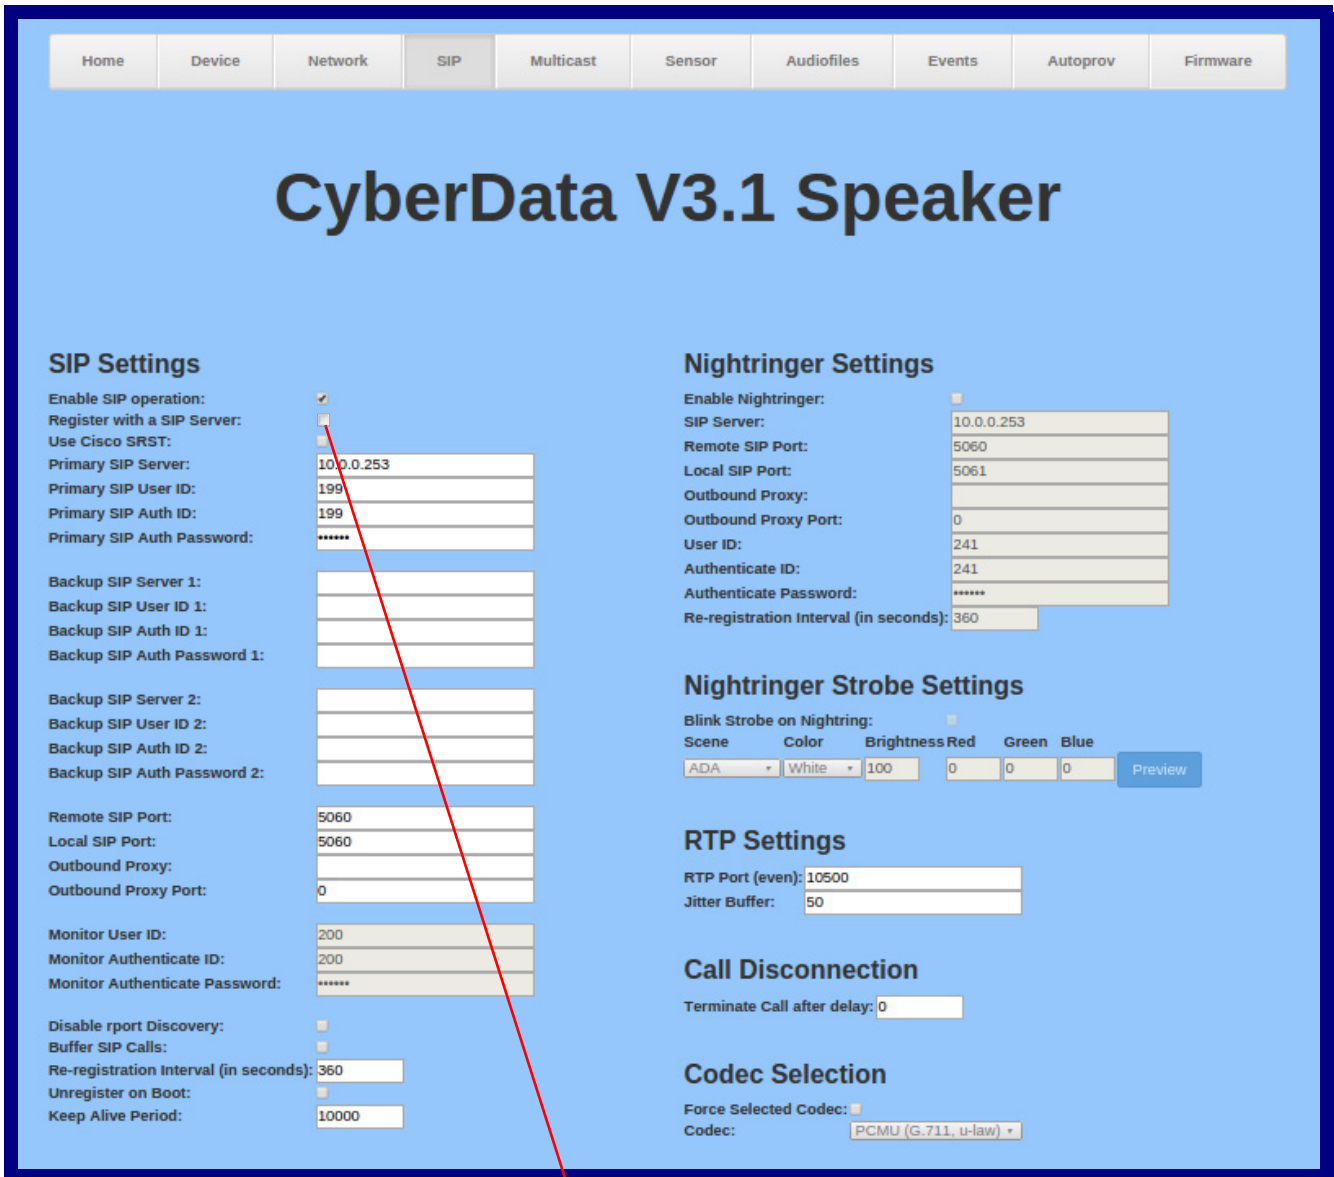 Home Device Network SIP Multicast Sensor Audiofiles Events Autoprov Firmware
CyberData V3.1 Speaker
SIP Settings
Enable SIP operation:
Register with a SIP Server:
Use Cisco SRST:
Primary SIP Server: 10.0.0.253
Primary SIP User ID: 199
Primary SIP Auth ID: 199
Primary SIP Auth Password: ••••••
Backup SIP Server 1:
Backup SIP User ID 1:
Backup SIP Auth ID 1:
Backup SIP Auth Password 1:
Backup SIP Server 2:
Backup SIP User ID 2:
Backup SIP Auth ID 2:
Backup SIP Auth Password 2:
Remote SIP Port: 5060
Local SIP Port: 5060
Outbound Proxy:
Outbound Proxy Port: 0
Monitor User ID: 200
Monitor Authenticate ID: 200
Monitor Authenticate Password: ••••••
Disable rport Discovery:
Buffer SIP Calls:
Re-registration Interval (in seconds): 360
Unregister on Boot:
Keep Alive Period: 10000
Nightringer Settings
Enable Nightringer:
SIP Server: 10.0.0.253
Remote SIP Port: 5060
Local SIP Port: 5061
Outbound Proxy:
Outbound Proxy Port: 0
User ID: 241
Authenticate ID: 241
Authenticate Password: ••••••
Re-registration Interval (in seconds): 360
Nightringer Strobe Settings
Blink Strobe on Nightring:
Scene Color Brightness Red Green Blue
ADA White 100 0 0 0 Preview
RTP Settings
RTP Port (even): 10500
Jitter Buffer: 50
Call Disconnection
Terminate Call after delay: 0
Codec Selection
Force Selected Codec:
Codec: PCMU (G.711, u-law)